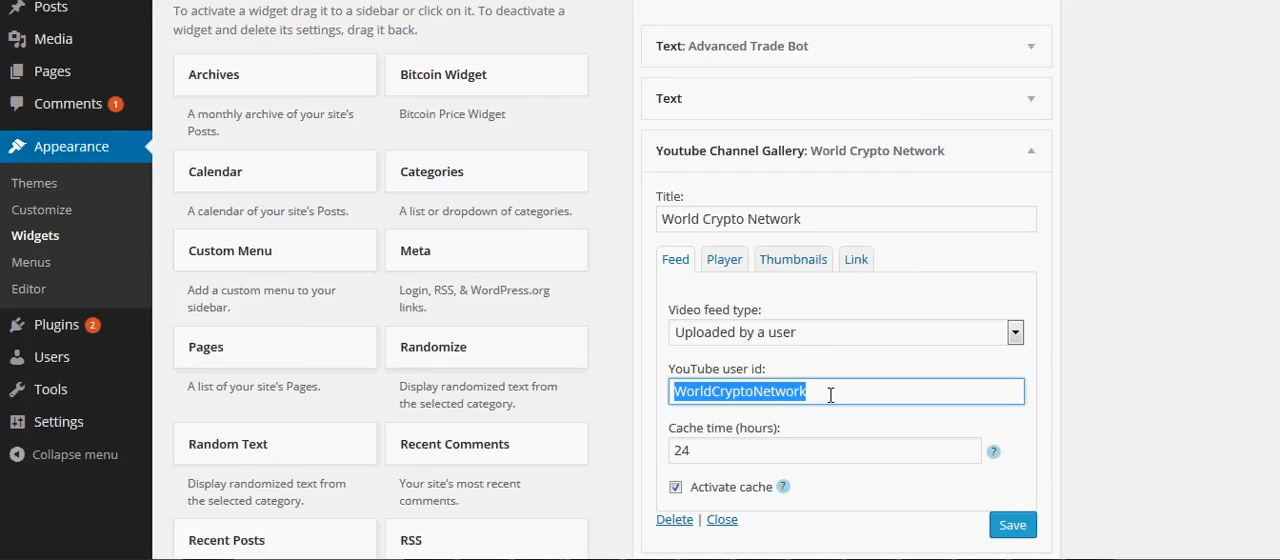 Posts
Media
Pages
Comments 1
Appearance
Themes
Customize
Widgets
Menus
Editor
Plugins 2
Users
Tools
Settings
Collapse menu
To activate a widget drag it to a sidebar or click on it. To deactivate a
widget and delete its settings, drag it back.
Archives
A monthly archive of your site's
Posts.
Bitcoin Widget
Bitcoin Price Widget
Calendar
A calendar of your site's Posts.
Categories
A list or dropdown of categories.
Custom Menu
Add a custom menu to your
sidebar.
Meta
Login, RSS, & WordPress.org
links.
Pages
A list of your site's Pages.
Randomize
Display randomized text from
the selected category.
Random Text
Display randomized text from
the selected category.
Recent Comments
Your site's most recent
comments.
Recent Posts
RSS
Text: Advanced Trade Bot
Text
Youtube Channel Gallery: World Crypto Network
Title:
World Crypto Network
Feed Player Thumbnails Link
Video feed type:
Uploaded by a user
YouTube user id:
WorldCryptoNetwork
Cache time (hours):
24 ?
Activate cache ?
Delete | Close Save